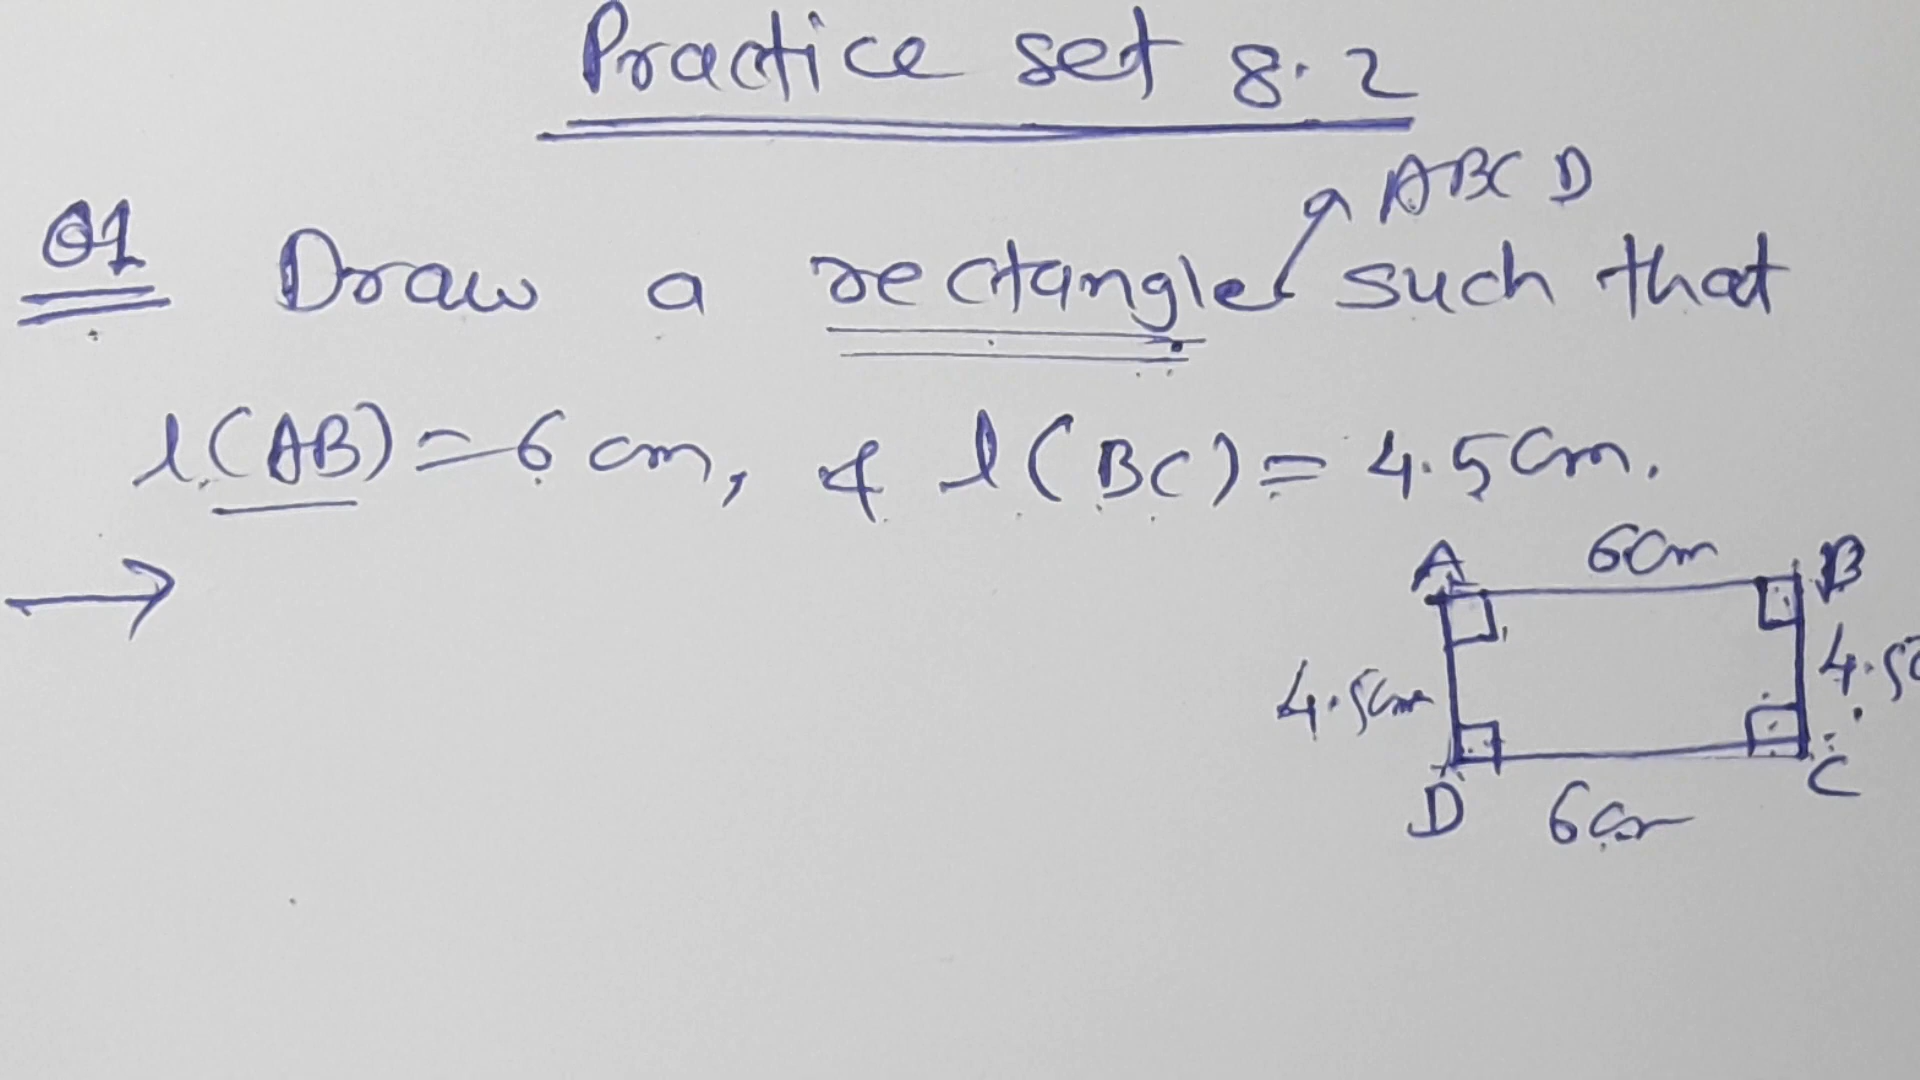 Practice set 8.2
ABCD
Q1 Draw a rectangle such that
l(AB) = 6 cm, & l(BC) = 4.5 cm.
A 6cm B
4.5cm 4.5c
D 6cm C